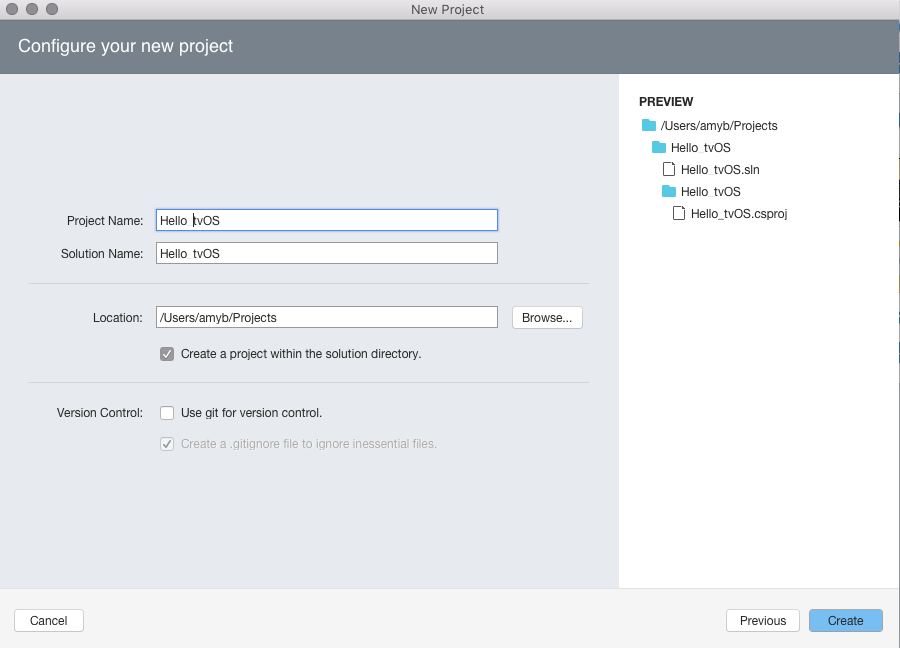 New Project
Configure your new project
Project Name: Hello_tvOS
Solution Name: Hello_tvOS
Location: /Users/amyb/Projects Browse...
Create a project within the solution directory.
Version Control: Use git for version control.
Create a .gitignore file to ignore inessential files.
PREVIEW
/Users/amyb/Projects
Hello_tvOS
Hello_tvOS.sln
Hello_tvOS
Hello_tvOS.csproj
Cancel Previous Create